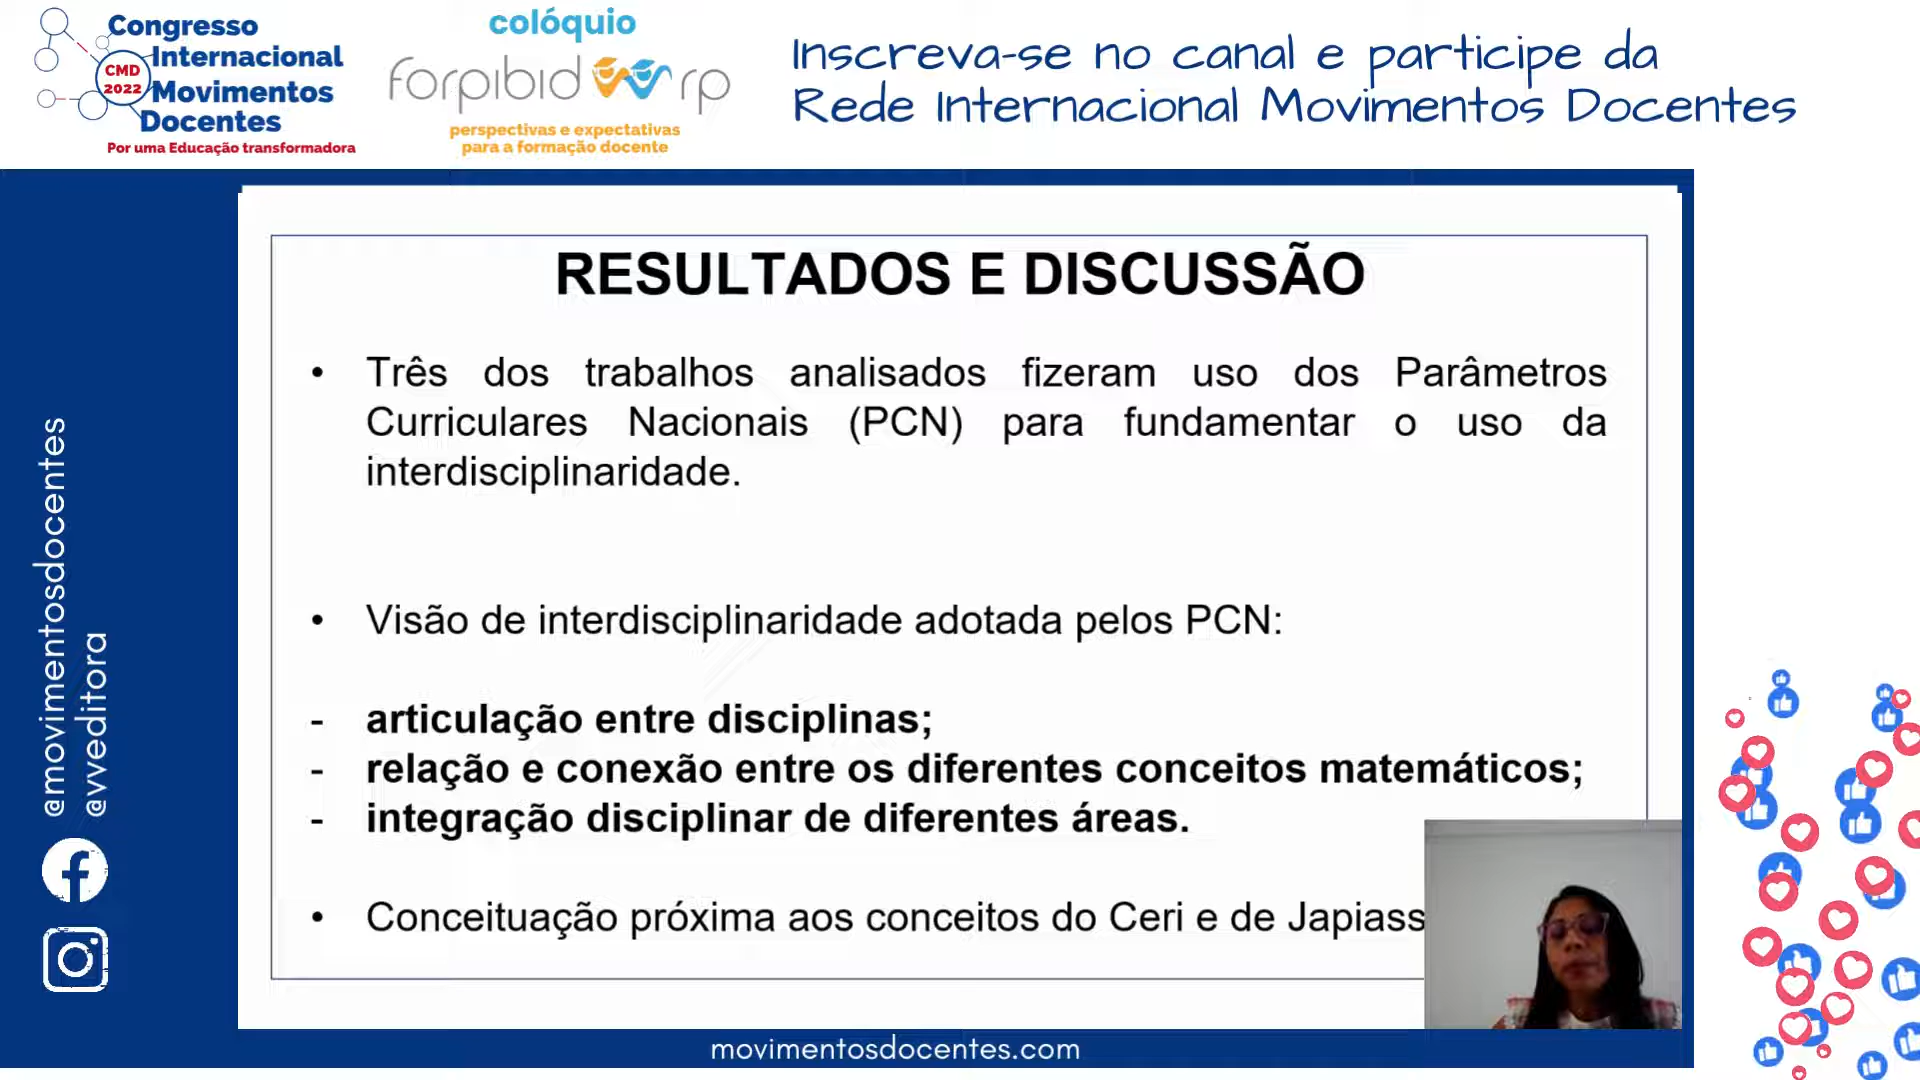 Congresso
Internacional
CMD
2022
Movimentos
Docentes
Por uma Educação transformadora
colóquio
forpibid rp
perspectivas e expectativas
para a formação docente
Inscreva-se no canal e participe da
Rede Internacional Movimentos Docentes
@movimentosdocentes
@vveditora
RESULTADOS E DISCUSSÃO
• Três dos trabalhos analisados fizeram uso dos Parâmetros
Curriculares Nacionais (PCN) para fundamentar o uso da
interdisciplinaridade.
• Visão de interdisciplinaridade adotada pelos PCN:
- articulação entre disciplinas;
- relação e conexão entre os diferentes conceitos matemáticos;
- integração disciplinar de diferentes áreas.
• Conceituação próxima aos conceitos do Ceri e de Japiass
movimentosdocentes.com